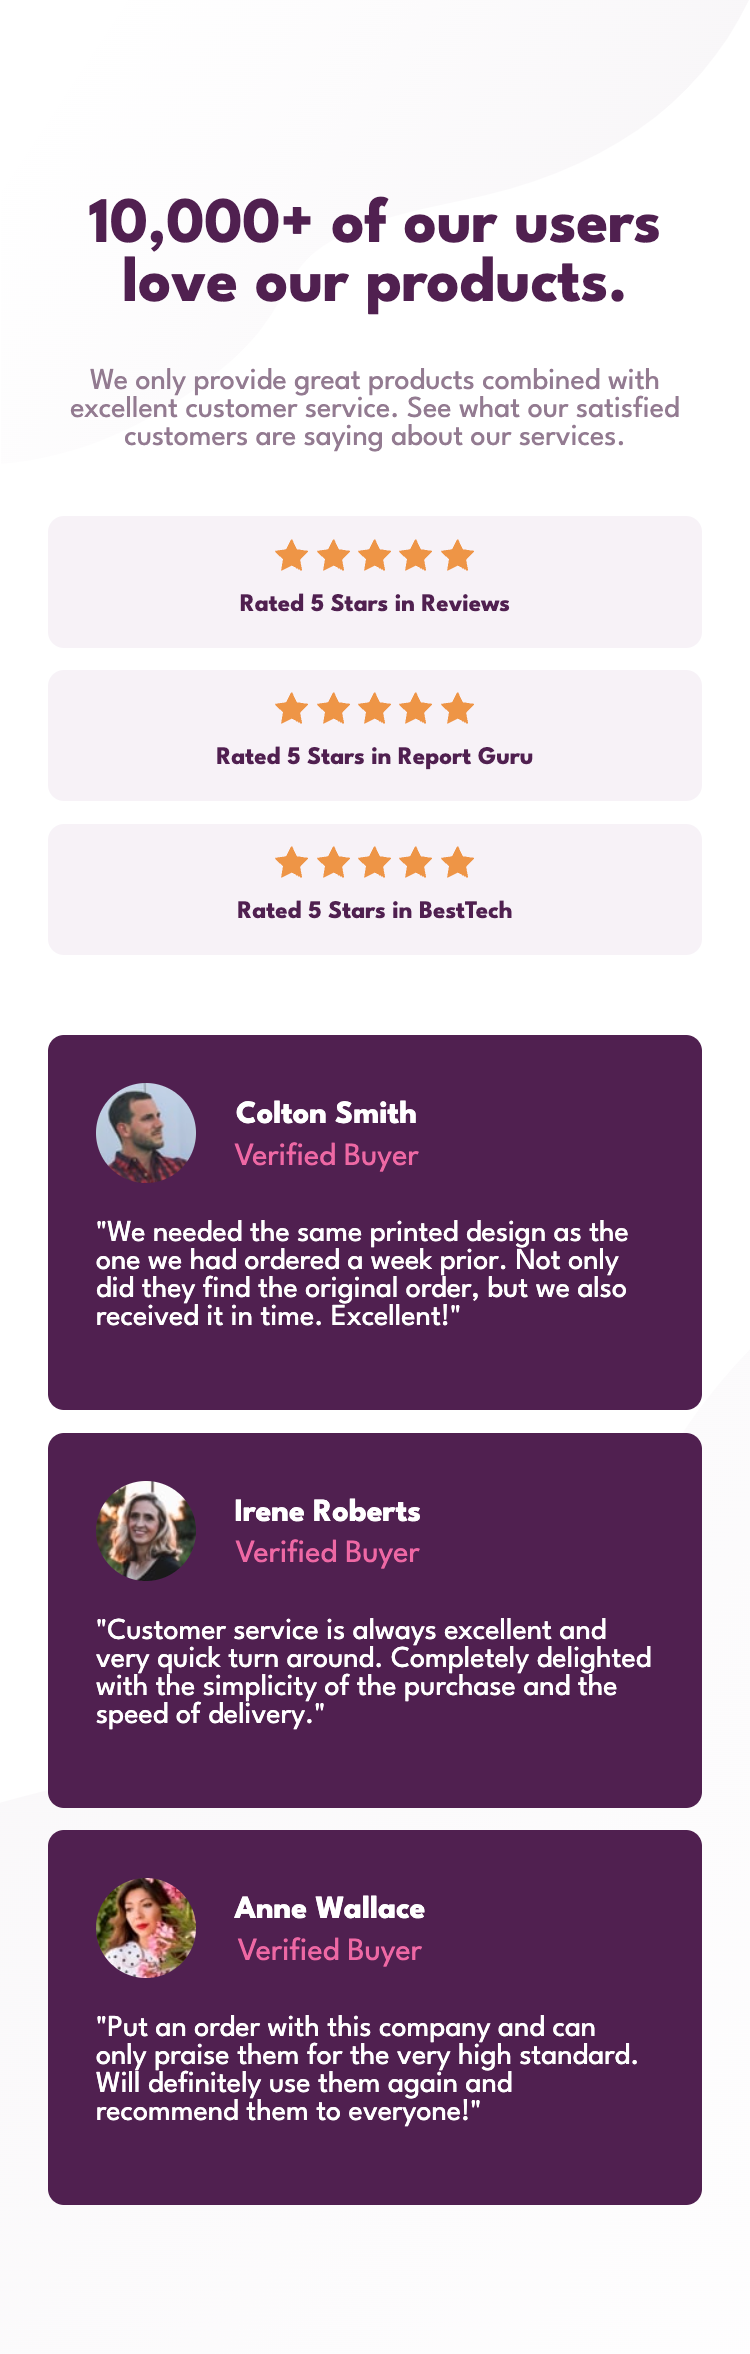 10,000+ of our users
love our products.
We only provide great products combined with
excellent customer service. See what our satisfied
customers are saying about our services.
Rated 5 Stars in Reviews
Rated 5 Stars in Report Guru
Rated 5 Stars in BestTech
Colton Smith
Verified Buyer
"We needed the same printed design as the
one we had ordered a week prior. Not only
did they find the original order, but we also
received it in time. Excellent!"
Irene Roberts
Verified Buyer
"Customer service is always excellent and
very quick turn around. Completely delighted
with the simplicity of the purchase and the
speed of delivery."
Anne Wallace
Verified Buyer
"Put an order with this company and can
only praise them for the very high standard.
Will definitely use them again and
recommend them to everyone!"